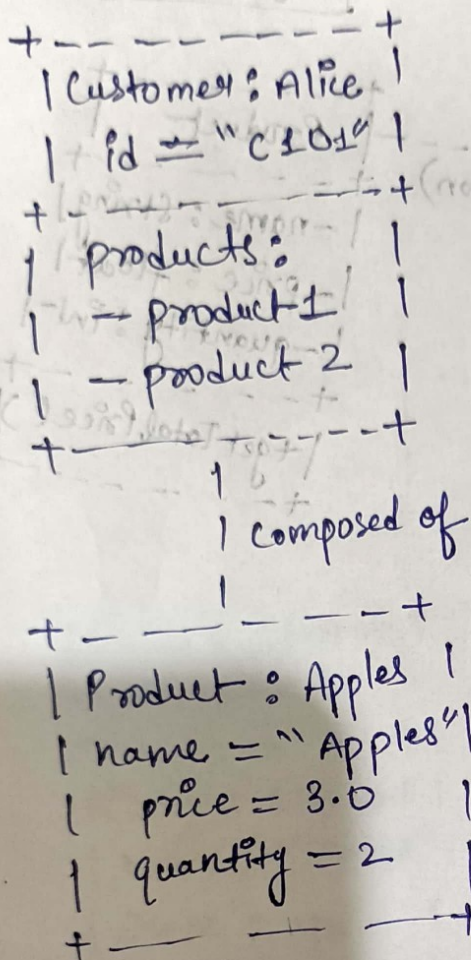 Customer : Alice
id = "C101"
products :
- product 1
- product 2
composed of
Product : Apples
name = "Apples"
price = 3.0
quantity = 2